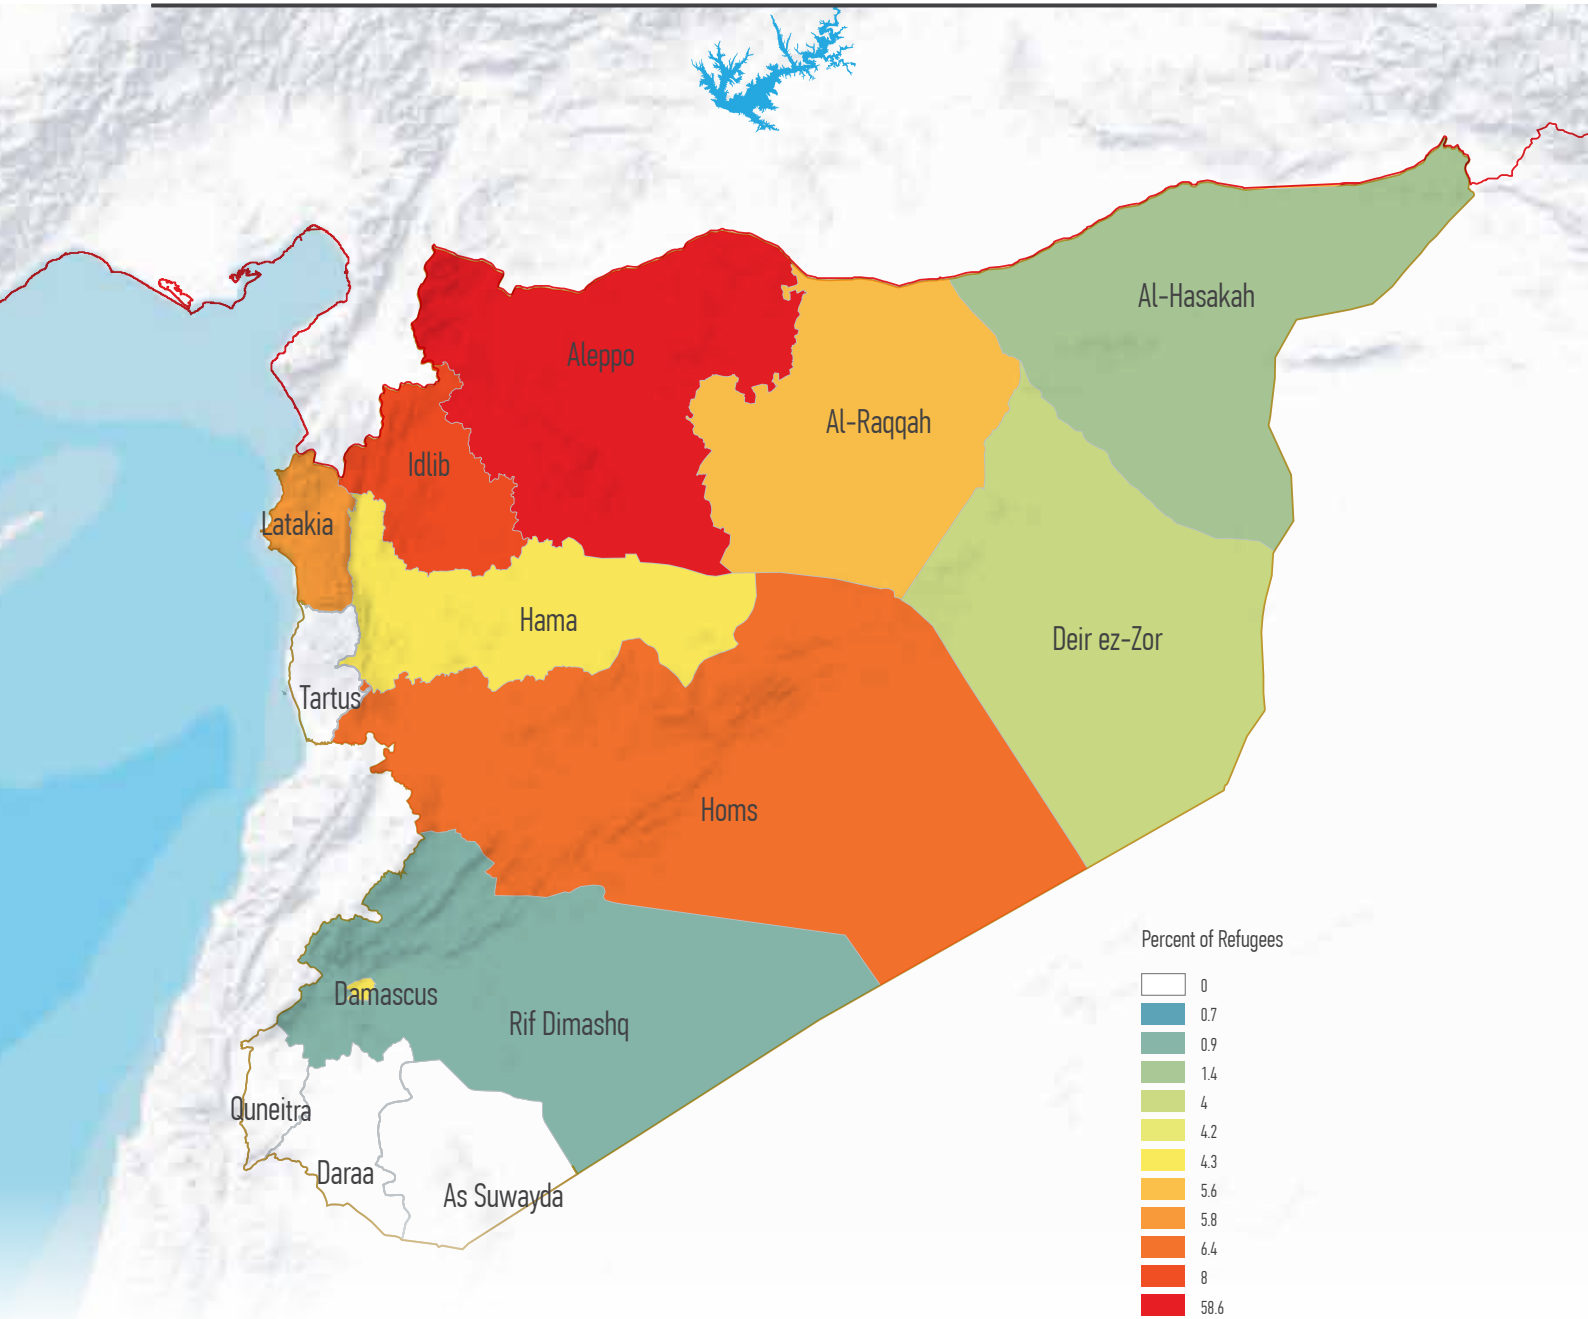 Al-Hasakah
Aleppo
Al-Raqqah
Idlib
Latakia
Hama
Deir ez-Zor
Tartus
Homs
Damascus
Rif Dimashq
Quneitra
Daraa
As Suwayda
Percent of Refugees
0
0.7
0.9
1.4
4
4.2
4.3
5.6
5.8
6.4
8
58.6